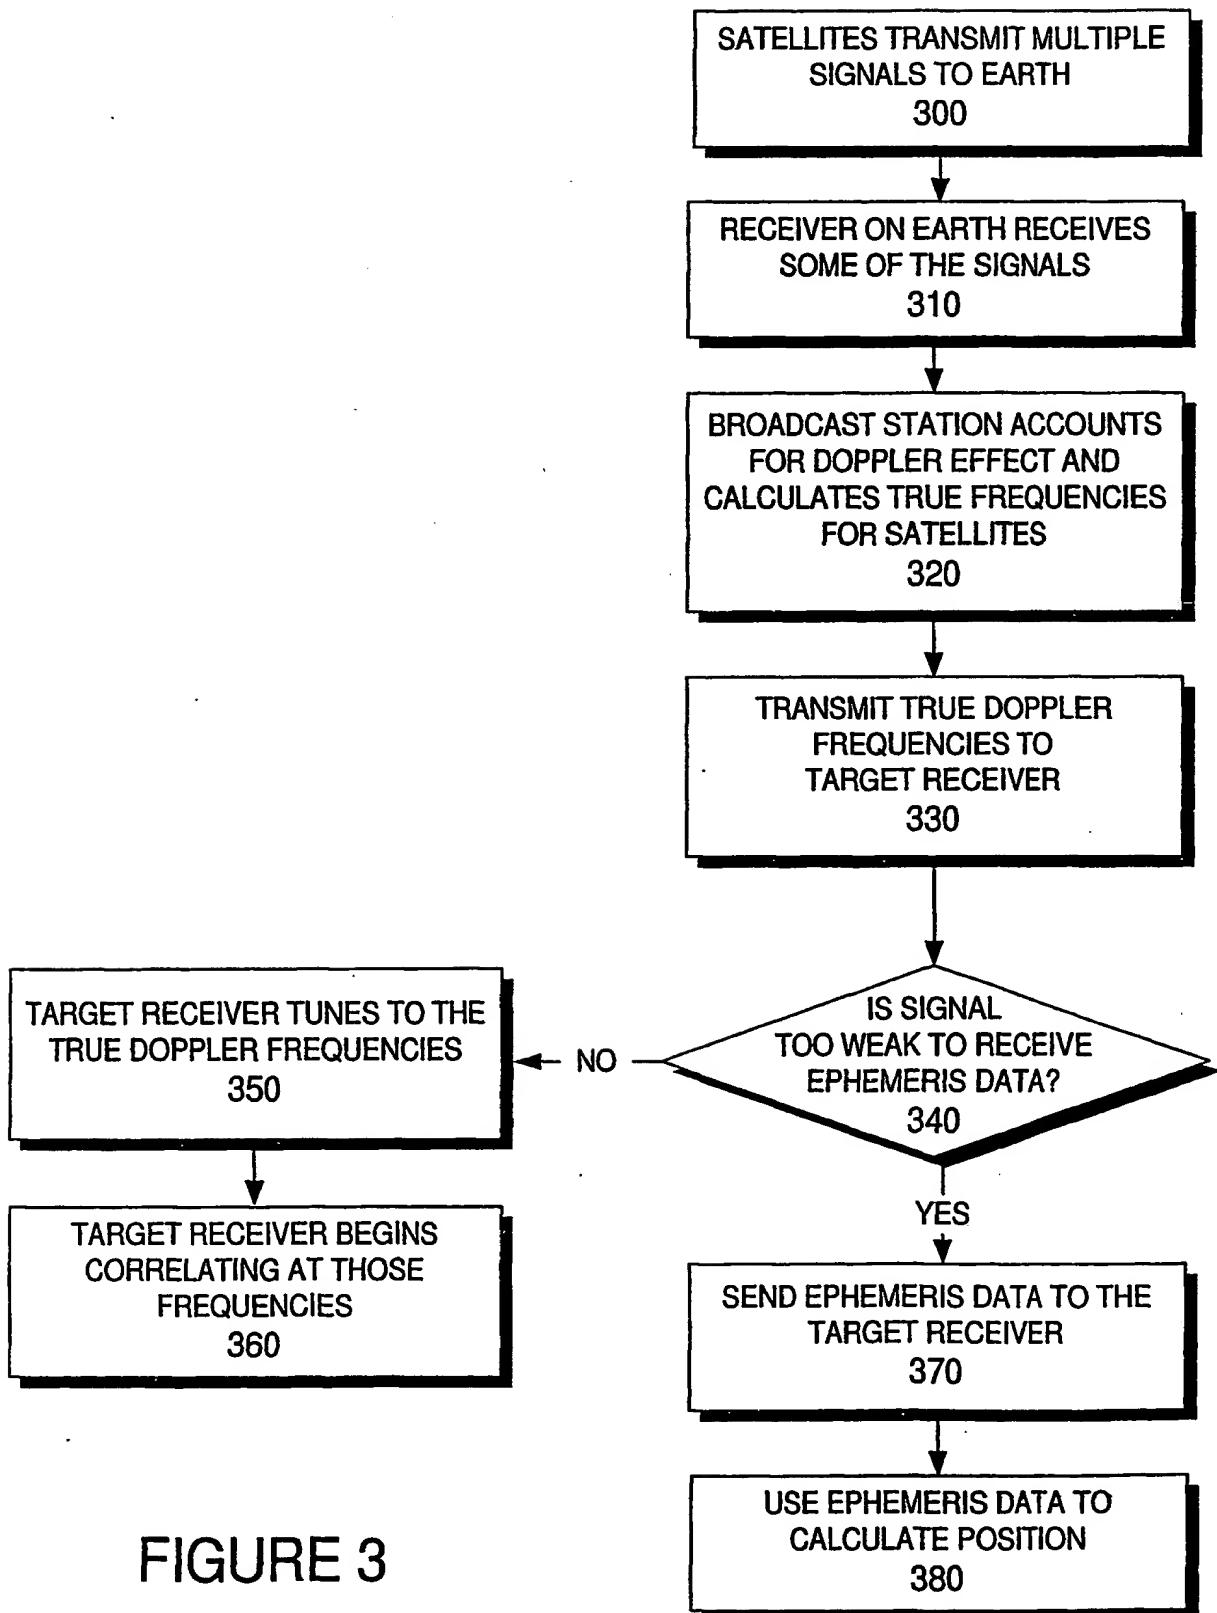 SATELLITES TRANSMIT MULTIPLE
SIGNALS TO EARTH
300
RECEIVER ON EARTH RECEIVES
SOME OF THE SIGNALS
310
BROADCAST STATION ACCOUNTS
FOR DOPPLER EFFECT AND
CALCULATES TRUE FREQUENCIES
FOR SATELLITES
320
TRANSMIT TRUE DOPPLER
FREQUENCIES TO
TARGET RECEIVER
330
IS SIGNAL
TOO WEAK TO RECEIVE
EPHEMERIS DATA?
340
NO
TARGET RECEIVER TUNES TO THE
TRUE DOPPLER FREQUENCIES
350
TARGET RECEIVER BEGINS
CORRELATING AT THOSE
FREQUENCIES
360
YES
SEND EPHEMERIS DATA TO THE
TARGET RECEIVER
370
USE EPHEMERIS DATA TO
CALCULATE POSITION
380
FIGURE 3